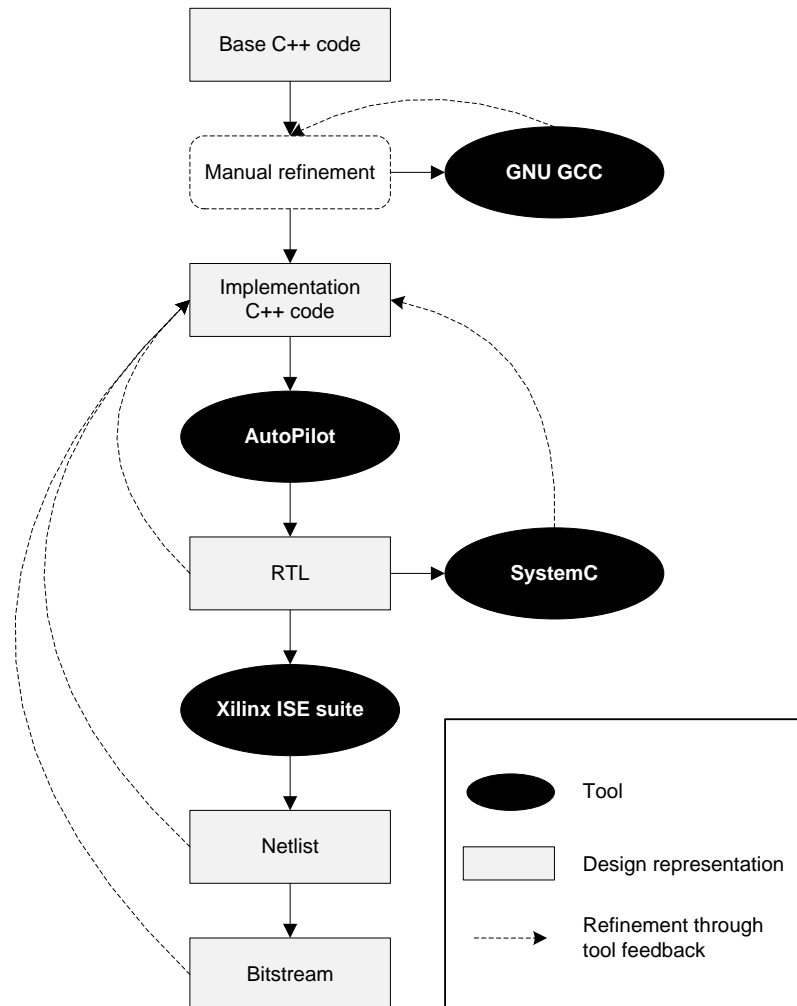 Base C++ code
Manual refinement
GNU GCC
Implementation
C++ code
AutoPilot
RTL
SystemC
Xilinx ISE suite
Netlist
Bitstream
Tool
Design representation
Refinement through
tool feedback